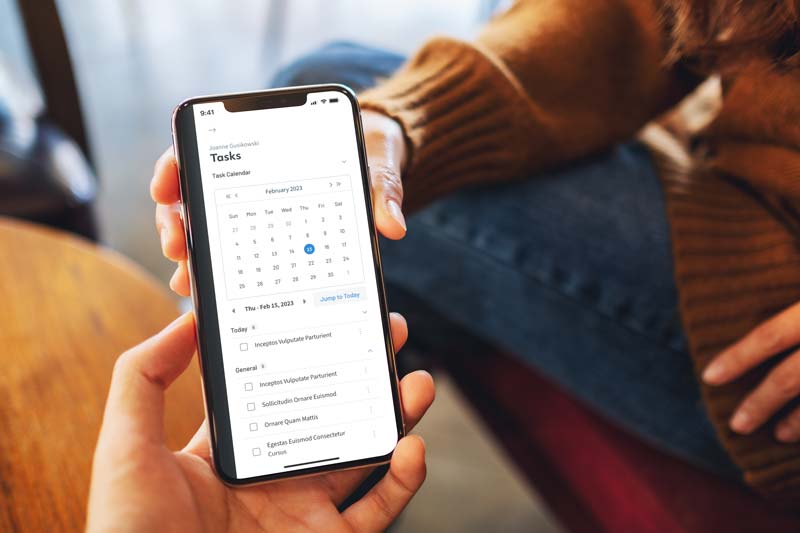 9:41
Joanne Gusikowski
Tasks
Task Calendar
February 2023
Sun Mon Tue Wed Thu Fri Sat
27 28 29 30 1 2 3
4 5 6 7 8 9 10
11 12 13 14 15 16 17
18 19 20 21 22 23 24
25 26 27 28 29 30 1
Thu - Feb 15, 2023 Jump to Today
Today
Inceptos Vulputate Parturient
General
Inceptos Vulputate Parturient
Sollicitudin Ornare Euismod
Ornare Quam Mattis
Egestas Euismod Consectetur
Cursus